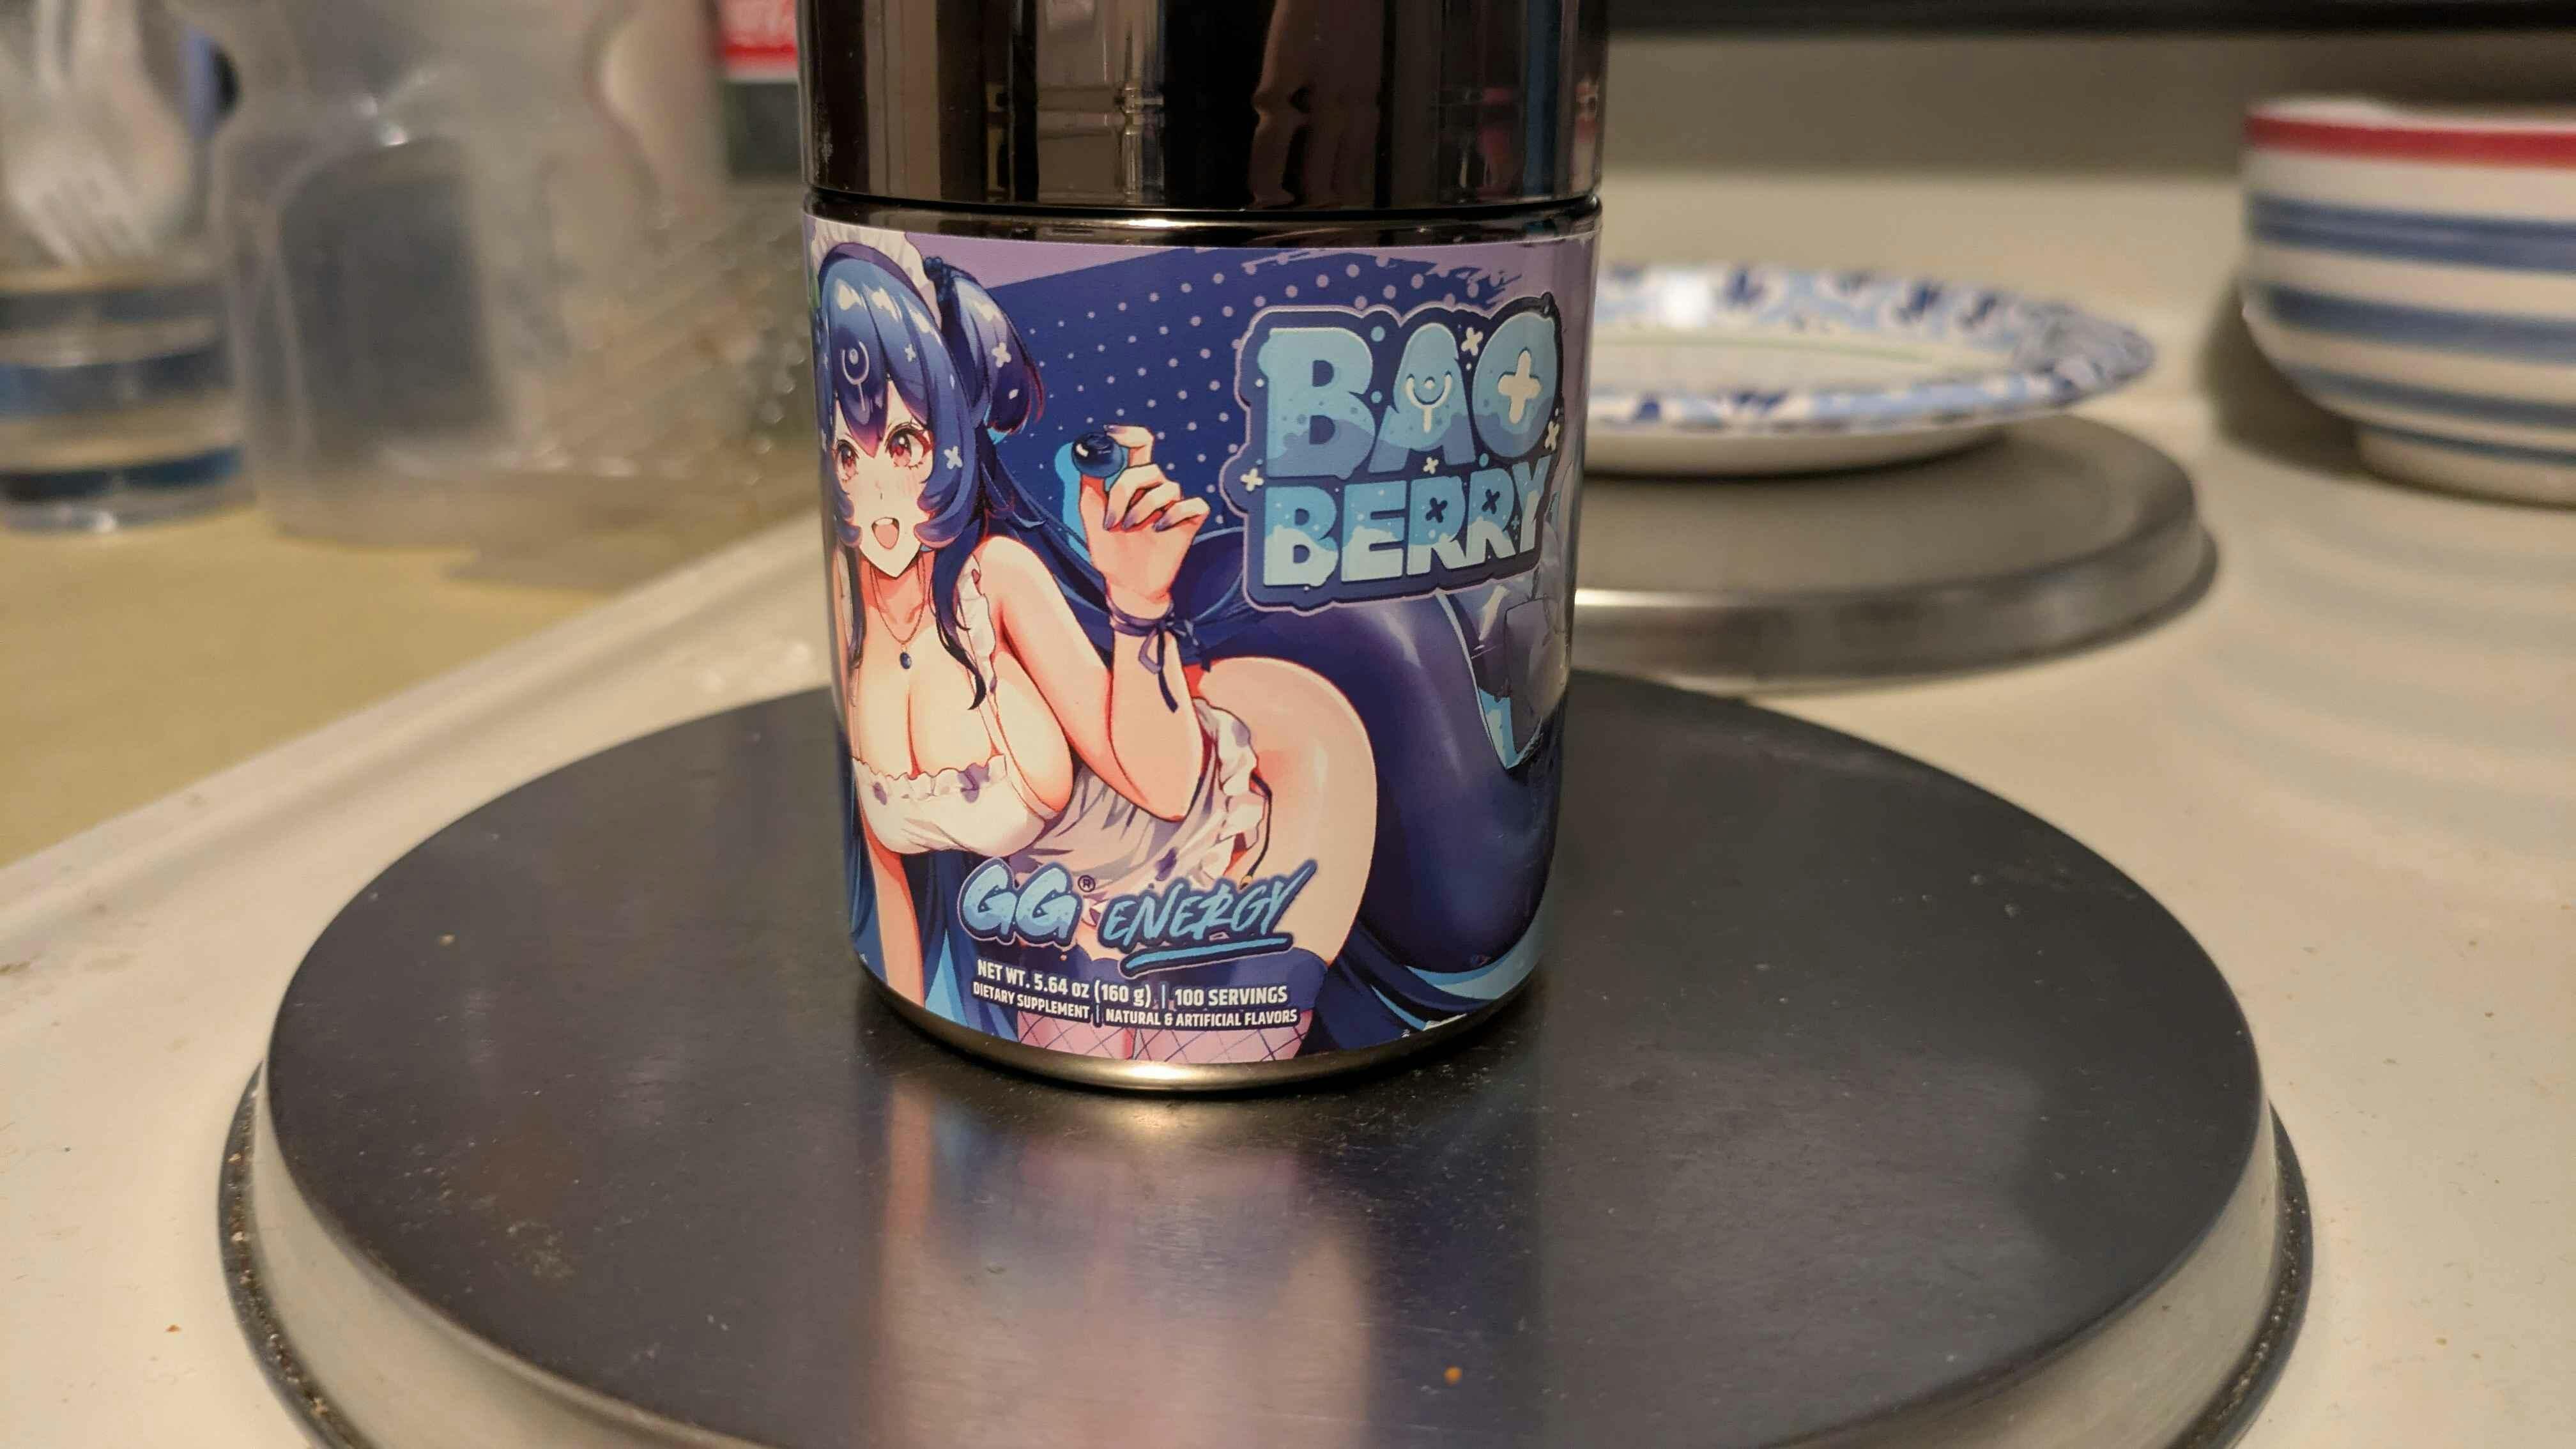 BAO
BERRY
GG® ENERGY
NET WT. 5.64 oz (160 g) | 100 SERVINGS
DIETARY SUPPLEMENT | NATURAL & ARTIFICIAL FLAVORS